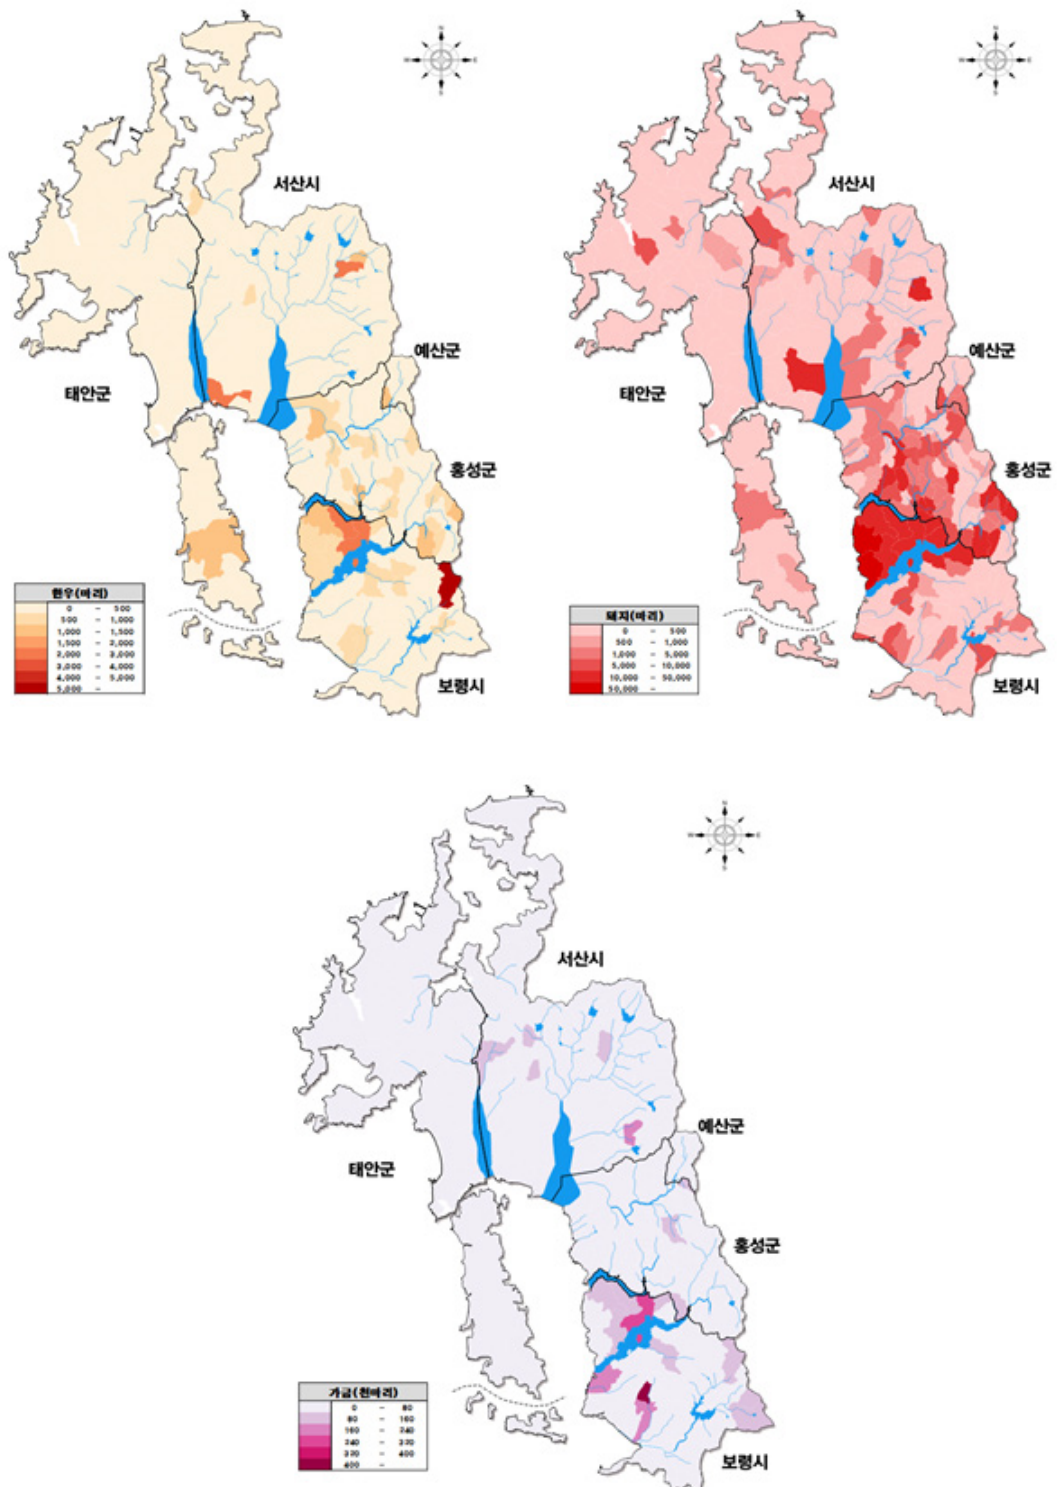 서산시
예산군
태안군
홍성군
보령시
한우(마리)
0 - 500
500 - 1,000
1,000 - 1,500
1,500 - 2,000
2,000 - 3,000
3,000 - 4,000
4,000 - 5,000
5,000 -
서산시
예산군
태안군
홍성군
보령시
돼지(마리)
0 - 500
500 - 1,000
1,000 - 5,000
5,000 - 10,000
10,000 - 50,000
50,000 -
서산시
예산군
태안군
홍성군
보령시
가금(천마리)
0 - 80
80 - 160
160 - 240
240 - 320
320 - 400
400 -